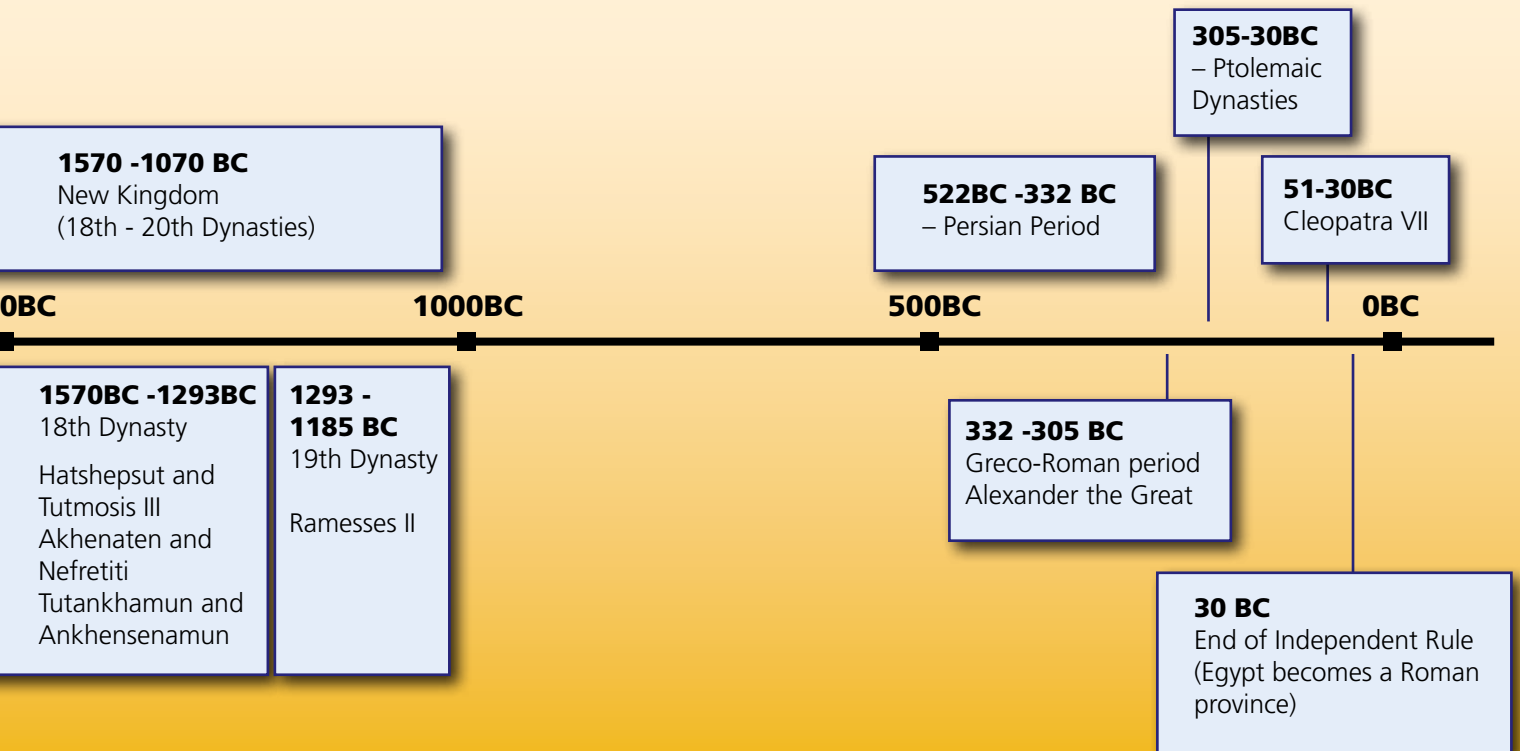 305-30BC
– Ptolemaic
Dynasties
1570 -1070 BC
New Kingdom
(18th - 20th Dynasties)
522BC -332 BC
– Persian Period
51-30BC
Cleopatra VII
0BC
1000BC
500BC
0BC
1570BC -1293BC
18th Dynasty
Hatshepsut and
Tutmosis III
Akhenaten and
Nefretiti
Tutankhamun and
Ankhensenamun
1293 -
1185 BC
19th Dynasty
Ramesses II
332 -305 BC
Greco-Roman period
Alexander the Great
30 BC
End of Independent Rule
(Egypt becomes a Roman
province)